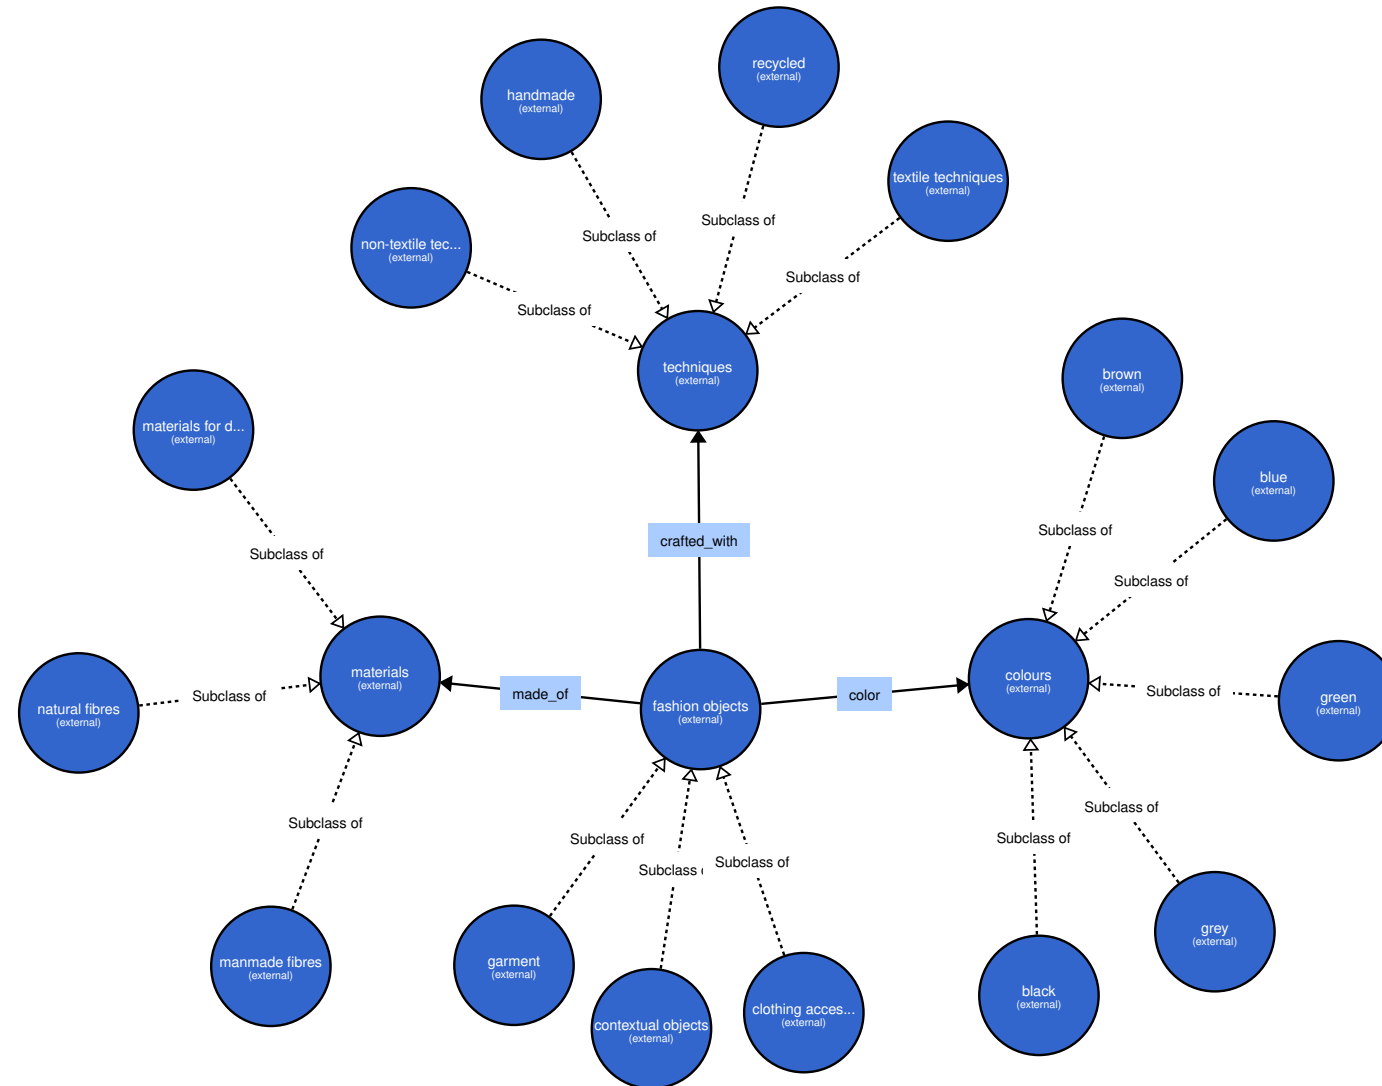 recycled
(external)
handmade
(external)
textile techniques
(external)
Subclass of
Subclass of
non-textile tec...
(external)
Subclass of
Subclass of
techniques
(external)
brown
(external)
materials for d...
(external)
blue
(external)
Subclass of
crafted_with
Subclass of
Subclass of
materials
(external)
colours
(external)
Subclass of
Subclass of
made_of
color
green
(external)
natural fibres
(external)
fashion objects
(external)
Subclass of
Subclass of
Subclass of
Subclass of
Subclass (
Subclass of
grey
(external)
manmade fibres
(external)
garment
(external)
black
(external)
clothing acces...
(external)
contextual objects
(external)